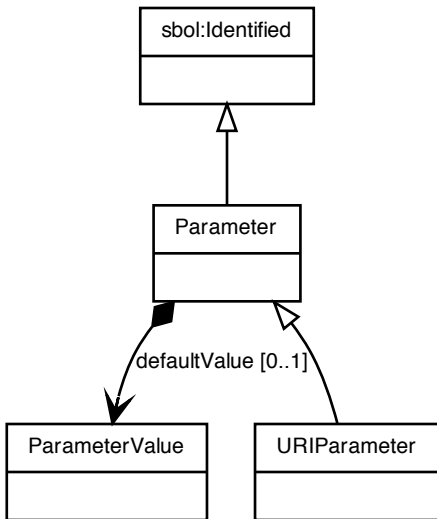 sbol:Identified
Parameter
defaultValue [0..1]
ParameterValue
URIParameter